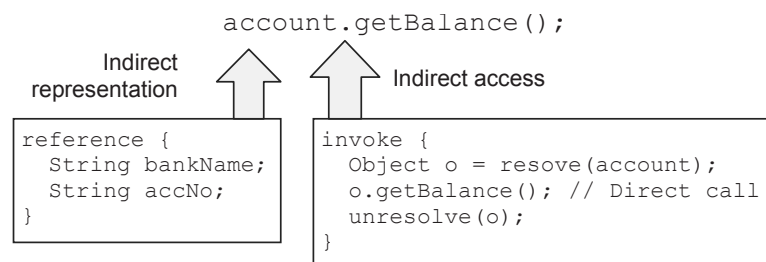 account.getBalance();
Indirect
representation
Indirect access
reference {
  String bankName;
  String accNo;
}
invoke {
  Object o = resove(account);
  o.getBalance(); // Direct call
  unresolve(o);
}